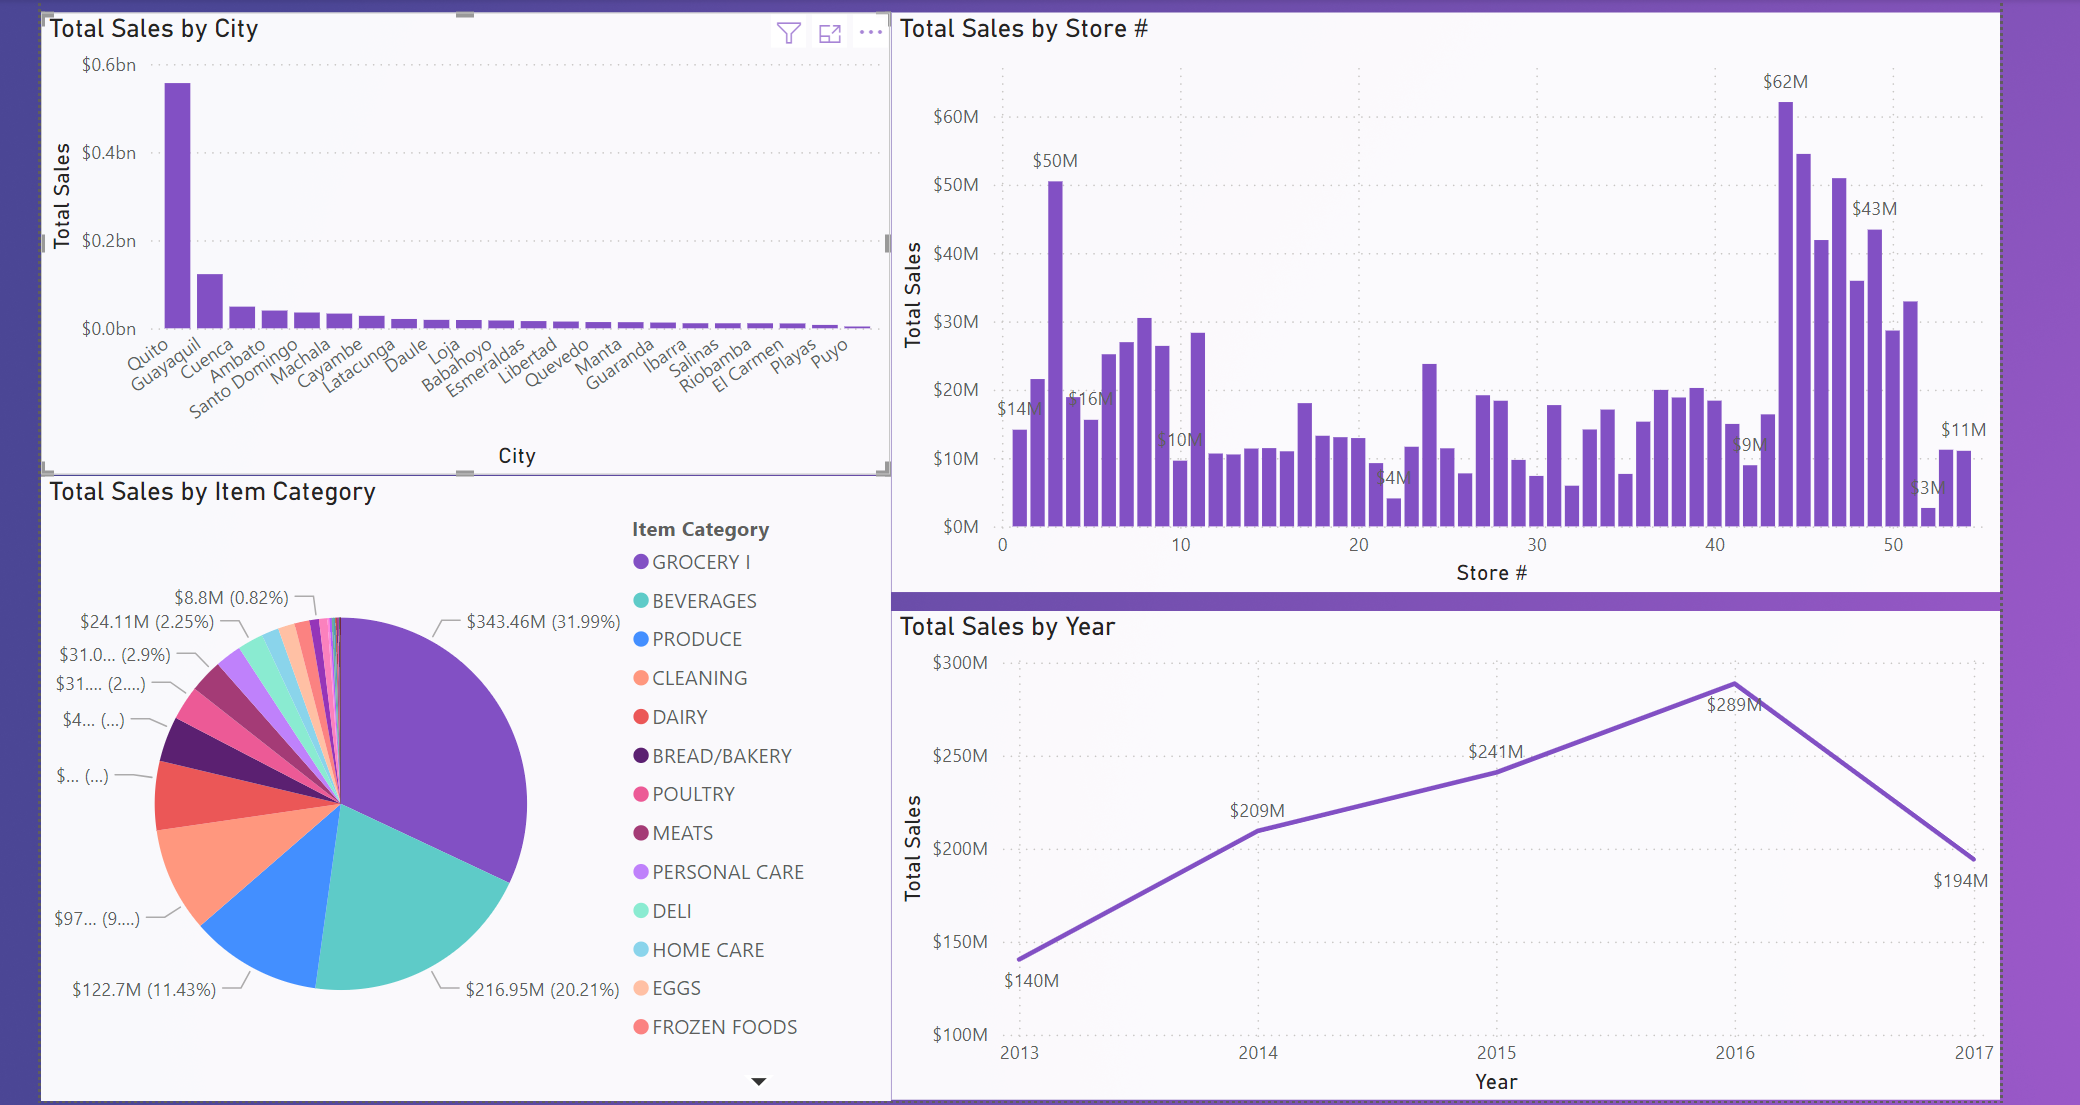 Total Sales by City
$0.6bn
$0.4bn
$0.2bn
$0.0bn
Total Sales
Quito
Guayaquil
Cuenca
Ambato
Santo Domingo
Machala
Cayambe
Latacunga
Daule
Loja
Babahoyo
Esmeraldas
Libertad
Quevedo
Manta
Guaranda
Ibarra
Salinas
Riobamba
El Carmen
Playas
Puyo
City
Total Sales by Store #
$60M
$50M
$40M
$30M
$20M
$10M
$0M
Total Sales
$14M
$50M
$16M
$10M
$4M
$9M
$62M
$43M
$3M
$11M
0
10
20
30
40
50
Store #
Total Sales by Item Category
$8.8M (0.82%)
$24.11M (2.25%)
$31.0... (2.9%)
$31.... (2....)
$4... (...)
$... (...)
$97... (9....)
$122.7M (11.43%)
$343.46M (31.99%)
$216.95M (20.21%)
Item Category
GROCERY I
BEVERAGES
PRODUCE
CLEANING
DAIRY
BREAD/BAKERY
POULTRY
MEATS
PERSONAL CARE
DELI
HOME CARE
EGGS
FROZEN FOODS
Total Sales by Year
$300M
$250M
$200M
$150M
$100M
Total Sales
$140M
$209M
$241M
$289M
$194M
2013
2014
2015
2016
2017
Year